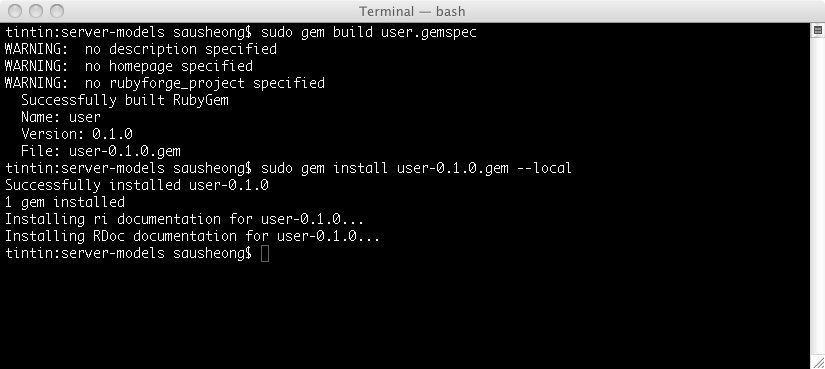 Terminal — bash
tintin:server-models sausheong$ sudo gem build user.gemspec
WARNING:  no description specified
WARNING:  no homepage specified
WARNING:  no rubyforge_project specified
  Successfully built RubyGem
  Name: user
  Version: 0.1.0
  File: user-0.1.0.gem
tintin:server-models sausheong$ sudo gem install user-0.1.0.gem --local
Successfully installed user-0.1.0
1 gem installed
Installing ri documentation for user-0.1.0...
Installing RDoc documentation for user-0.1.0...
tintin:server-models sausheong$